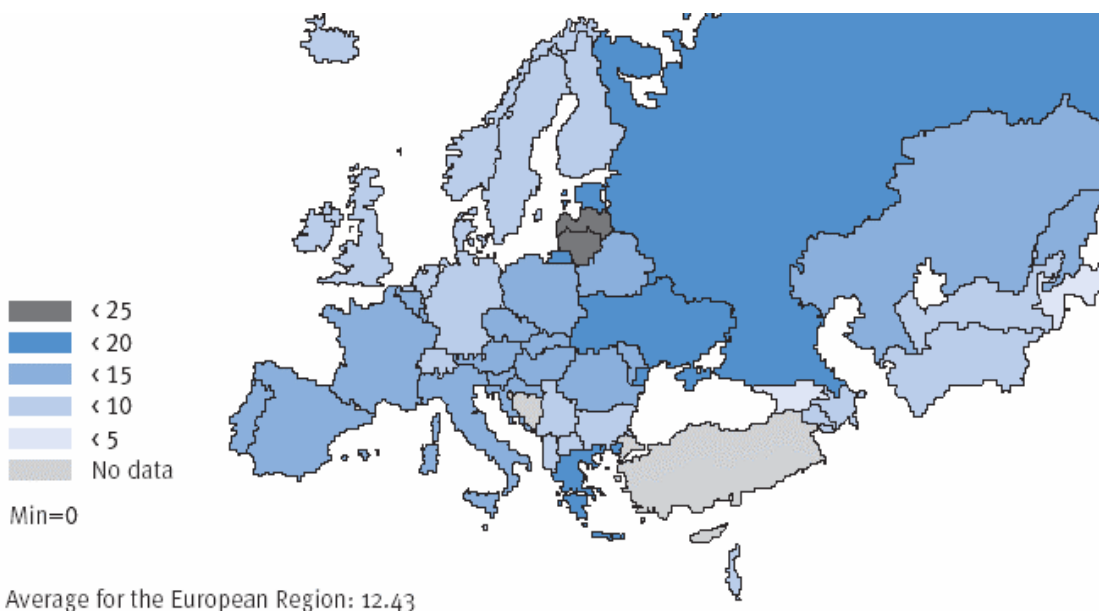 < 25
< 20
< 15
< 10
< 5
No data
Min=0
Average for the European Region: 12.43